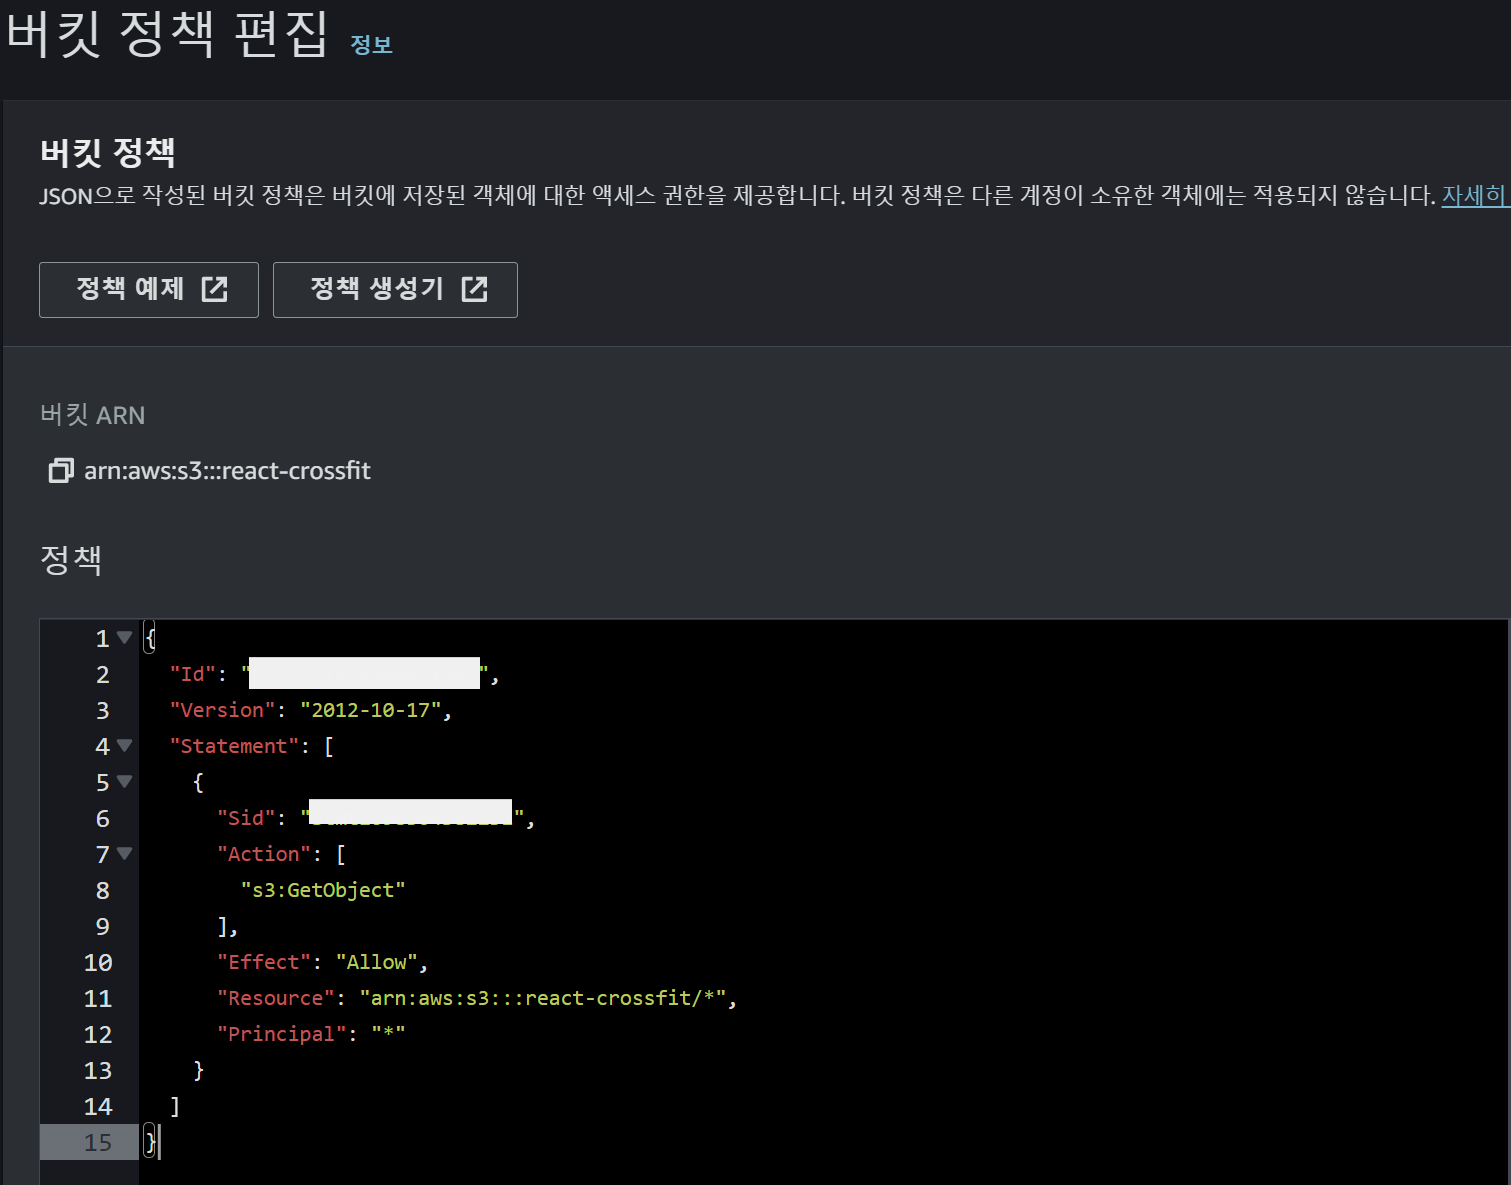 버킷 정책 편집 정보
버킷 정책
JSON으로 작성된 버킷 정책은 버킷에 저장된 객체에 대한 액세스 권한을 제공합니다. 버킷 정책은 다른 계정이 소유한 객체에는 적용되지 않습니다. 자세히
정책 예제 정책 생성기
버킷 ARN
arn:aws:s3:::react-crossfit
정책
1 {
2 "Id": "",
3 "Version": "2012-10-17",
4 "Statement": [
5 {
6 "Sid": "",
7 "Action": [
8 "s3:GetObject"
9 ],
10 "Effect": "Allow",
11 "Resource": "arn:aws:s3:::react-crossfit/*",
12 "Principal": "*"
13 }
14 ]
15 }